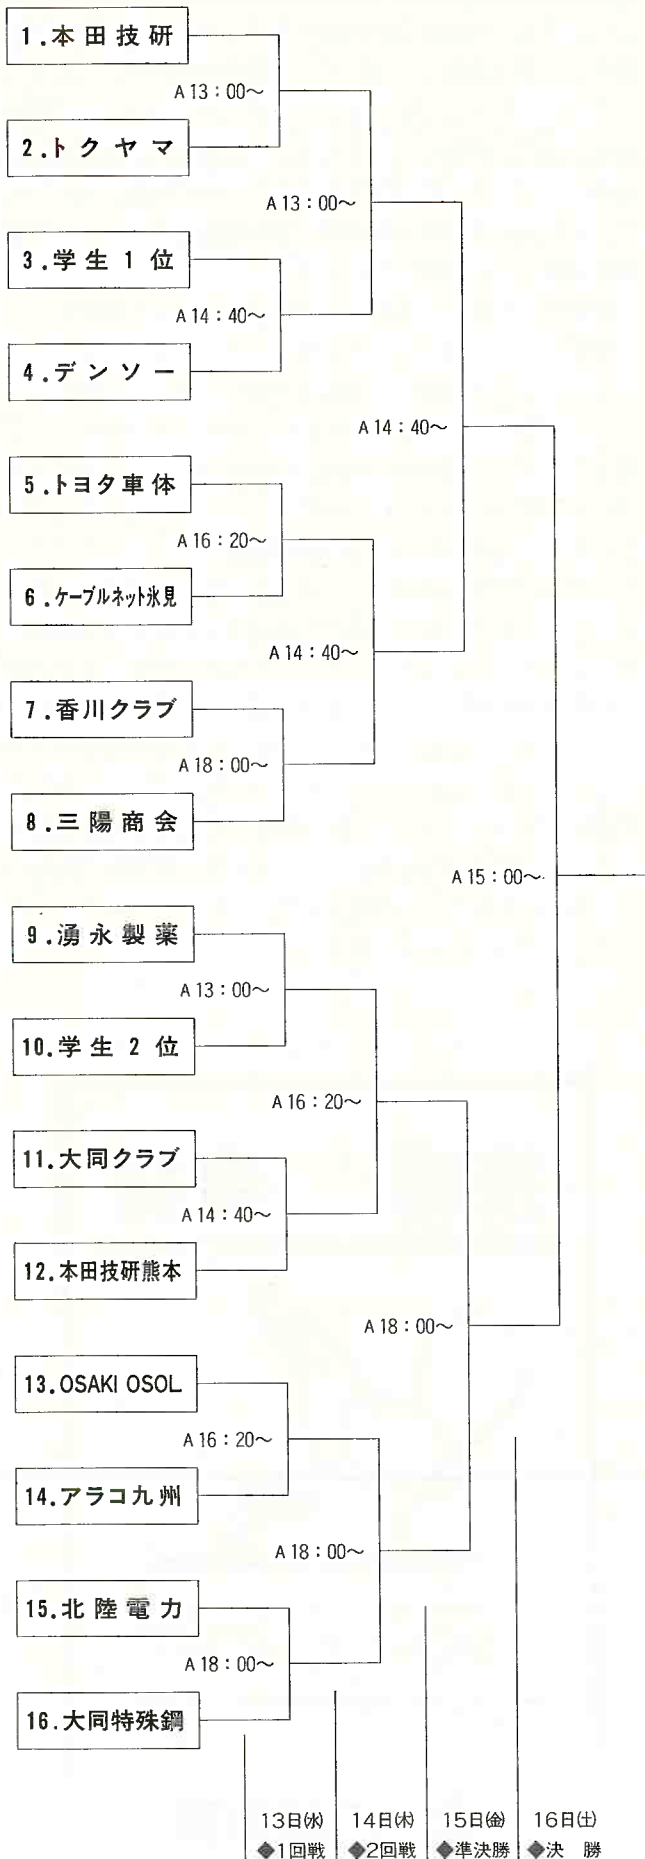 1.本田技研
A13：00〜
2.トクヤマ
A13：00〜
3.学生1位
A14：40〜
4.デンソー
A14：40〜
5.トヨタ車体
A16：20〜
6.ケーブルネット氷見
A14：40〜
7.香川クラブ
A18：00〜
8.三陽商会
A15：00〜
9.湧永製薬
A13：00〜
10.学生2位
A16：20〜
11.大同クラブ
A14：40〜
12.本田技研熊本
A18：00〜
13.OSAKI OSOL
A16：20〜
14.アラコ九州
A18：00〜
15.北陸電力
A18：00〜
16.大同特殊鋼
13日㈬ 14日㈭ 15日㈮ 16日㈯
◆1回戦 ◆2回戦 ◆準決勝 ◆決 勝